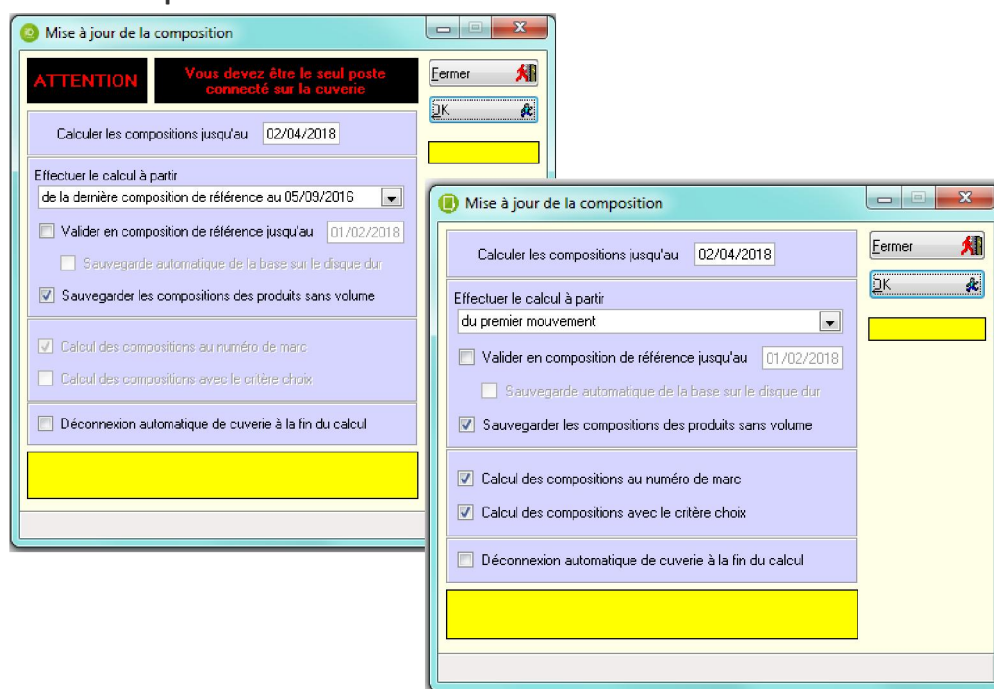 Mise à jour de la composition
ATTENTION
Vous devez être le seul poste
connecté sur la cuverie
Fermer
OK
Calculer les compositions jusqu'au 02/04/2018
Effectuer le calcul à partir
de la dernière composition de référence au 05/09/2016
Valider en composition de référence jusqu'au 01/02/2018
Sauvegarde automatique de la base sur le disque dur
Sauvegarder les compositions des produits sans volume
Calcul des compositions au numéro de marc
Calcul des compositions avec le critère choix
Déconnexion automatique de cuverie à la fin du calcul
Mise à jour de la composition
Fermer
OK
Calculer les compositions jusqu'au 02/04/2018
Effectuer le calcul à partir
du premier mouvement
Valider en composition de référence jusqu'au 01/02/2018
Sauvegarde automatique de la base sur le disque dur
Sauvegarder les compositions des produits sans volume
Calcul des compositions au numéro de marc
Calcul des compositions avec le critère choix
Déconnexion automatique de cuverie à la fin du calcul